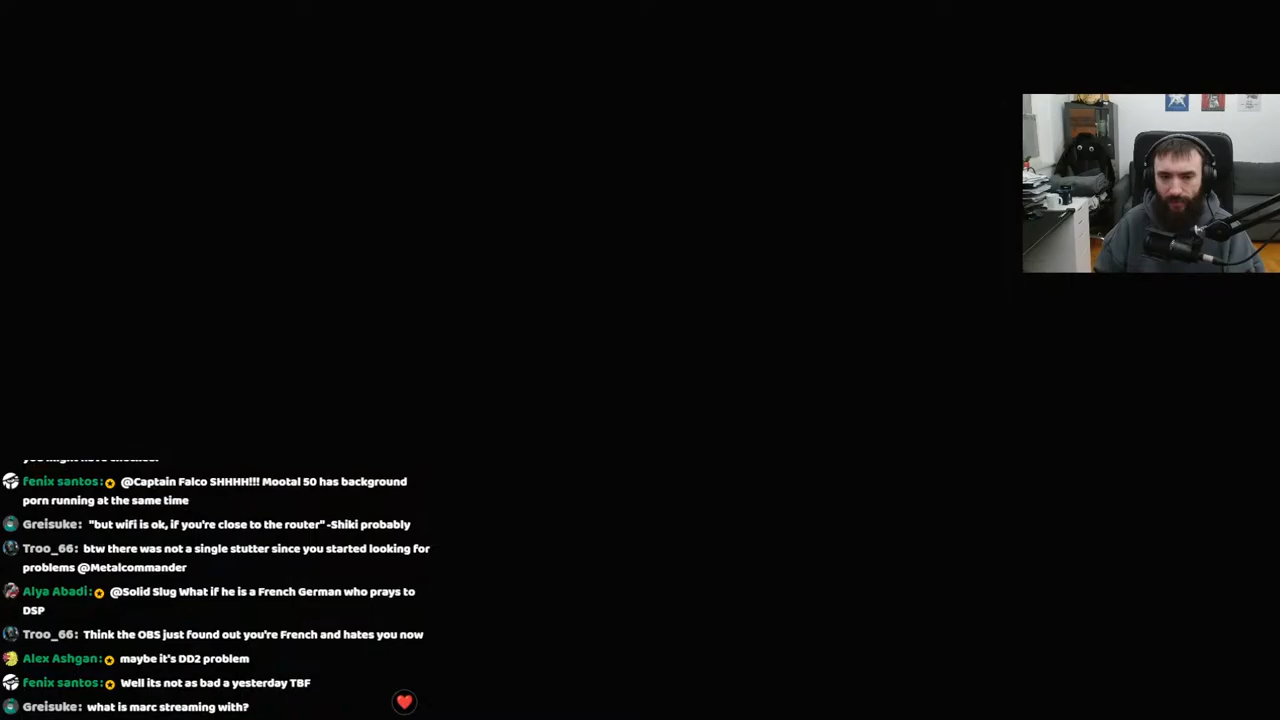 fenix santos: @Captain Falco SHHHH!!! Mootal 50 has background
porn running at the same time
Greisuke: "but wifi is ok, if you're close to the router" -Shiki probably
Troo_66: btw there was not a single stutter since you started looking for
problems @Metalcommander
Alya Abadi: @Solid Slug What if he is a French German who prays to
DSP
Troo_66: Think the OBS just found out you're French and hates you now
Alex Ashgan: maybe it's DD2 problem
fenix santos: Well its not as bad a yesterday TBF
Greisuke: what is marc streaming with?